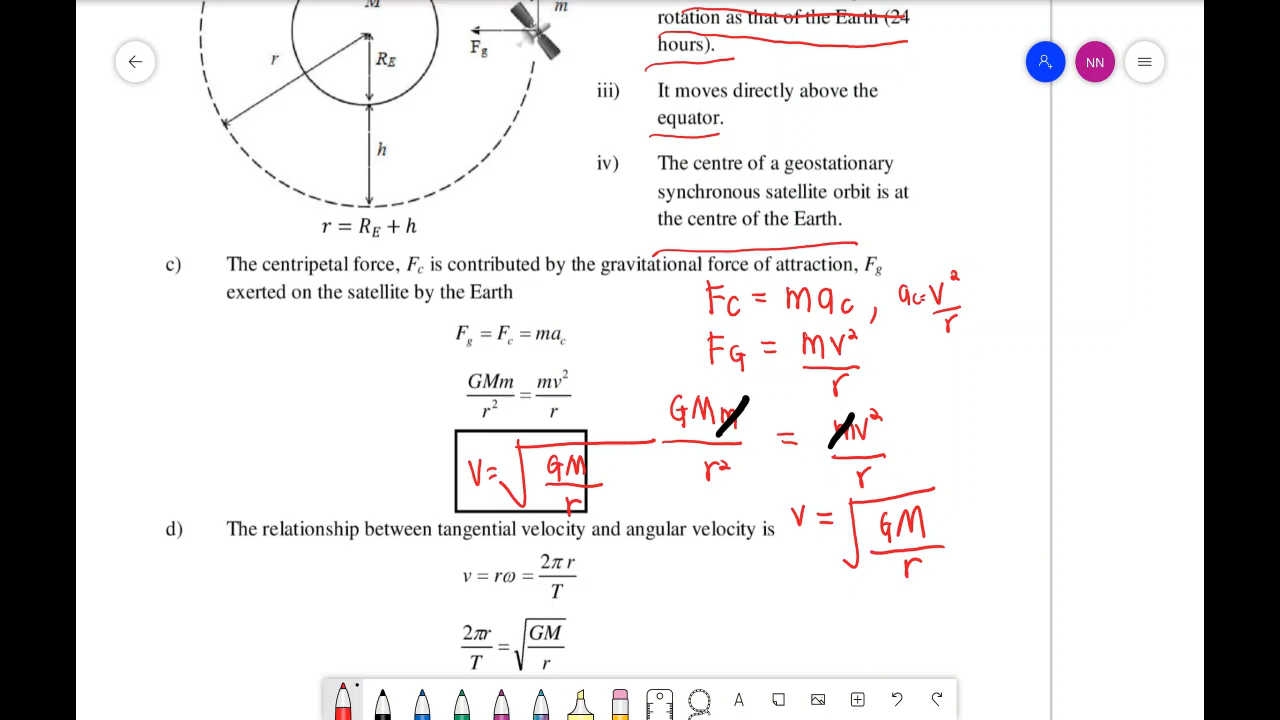 M
m
F_g
r
R_E
h
r = R_E + h
rotation as that of the Earth (24
hours).
iii) It moves directly above the
equator.
iv) The centre of a geostationary
synchronous satellite orbit is at
the centre of the Earth.
NN
c) The centripetal force, F_c is contributed by the gravitational force of attraction, F_g
exerted on the satellite by the Earth
F_g = F_c = ma_c
GMm/r² = mv²/r
V = √(GM/r)
Fc = mac, ac = v²/r
FG = mv²/r
GMm/r² = mv²/r
v = √(GM/r)
d) The relationship between tangential velocity and angular velocity is
v = rω = 2πr/T
2πr/T = √(GM/r)
A